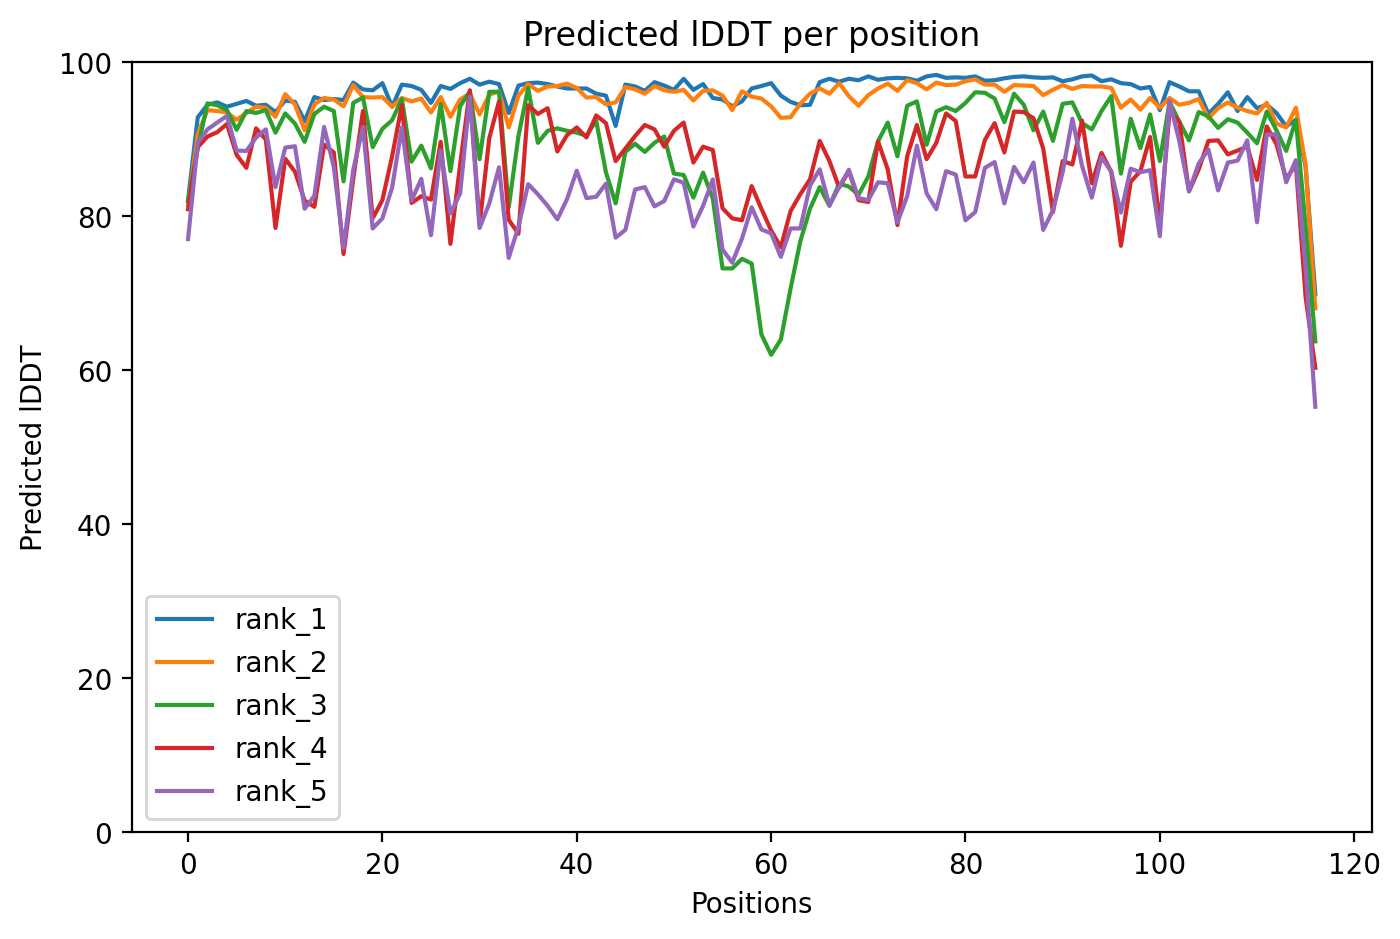 Predicted lDDT per position
100
80
60
40
20
0
Predicted lDDT
rank_1
rank_2
rank_3
rank_4
rank_5
0 20 40 60 80 100 120
Positions